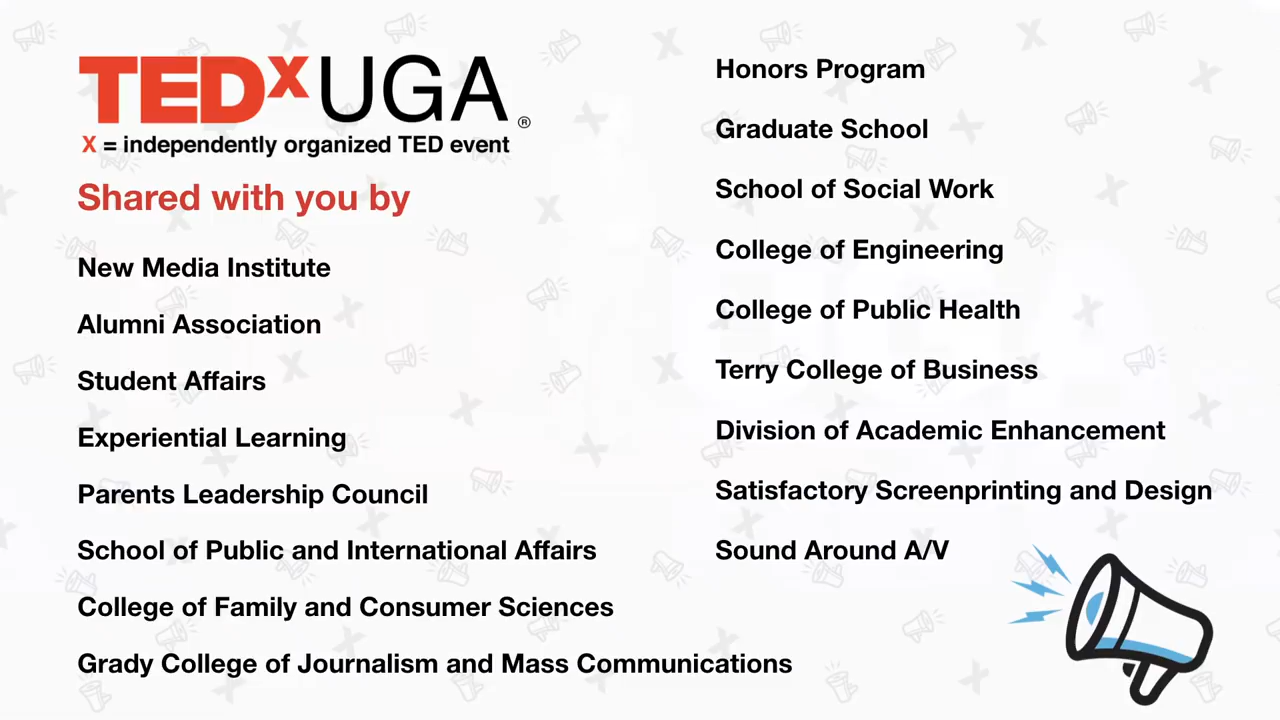 TEDxUGA®
X = independently organized TED event
Shared with you by
New Media Institute
Alumni Association
Student Affairs
Experiential Learning
Parents Leadership Council
School of Public and International Affairs
College of Family and Consumer Sciences
Grady College of Journalism and Mass Communications
Honors Program
Graduate School
School of Social Work
College of Engineering
College of Public Health
Terry College of Business
Division of Academic Enhancement
Satisfactory Screenprinting and Design
Sound Around A/V